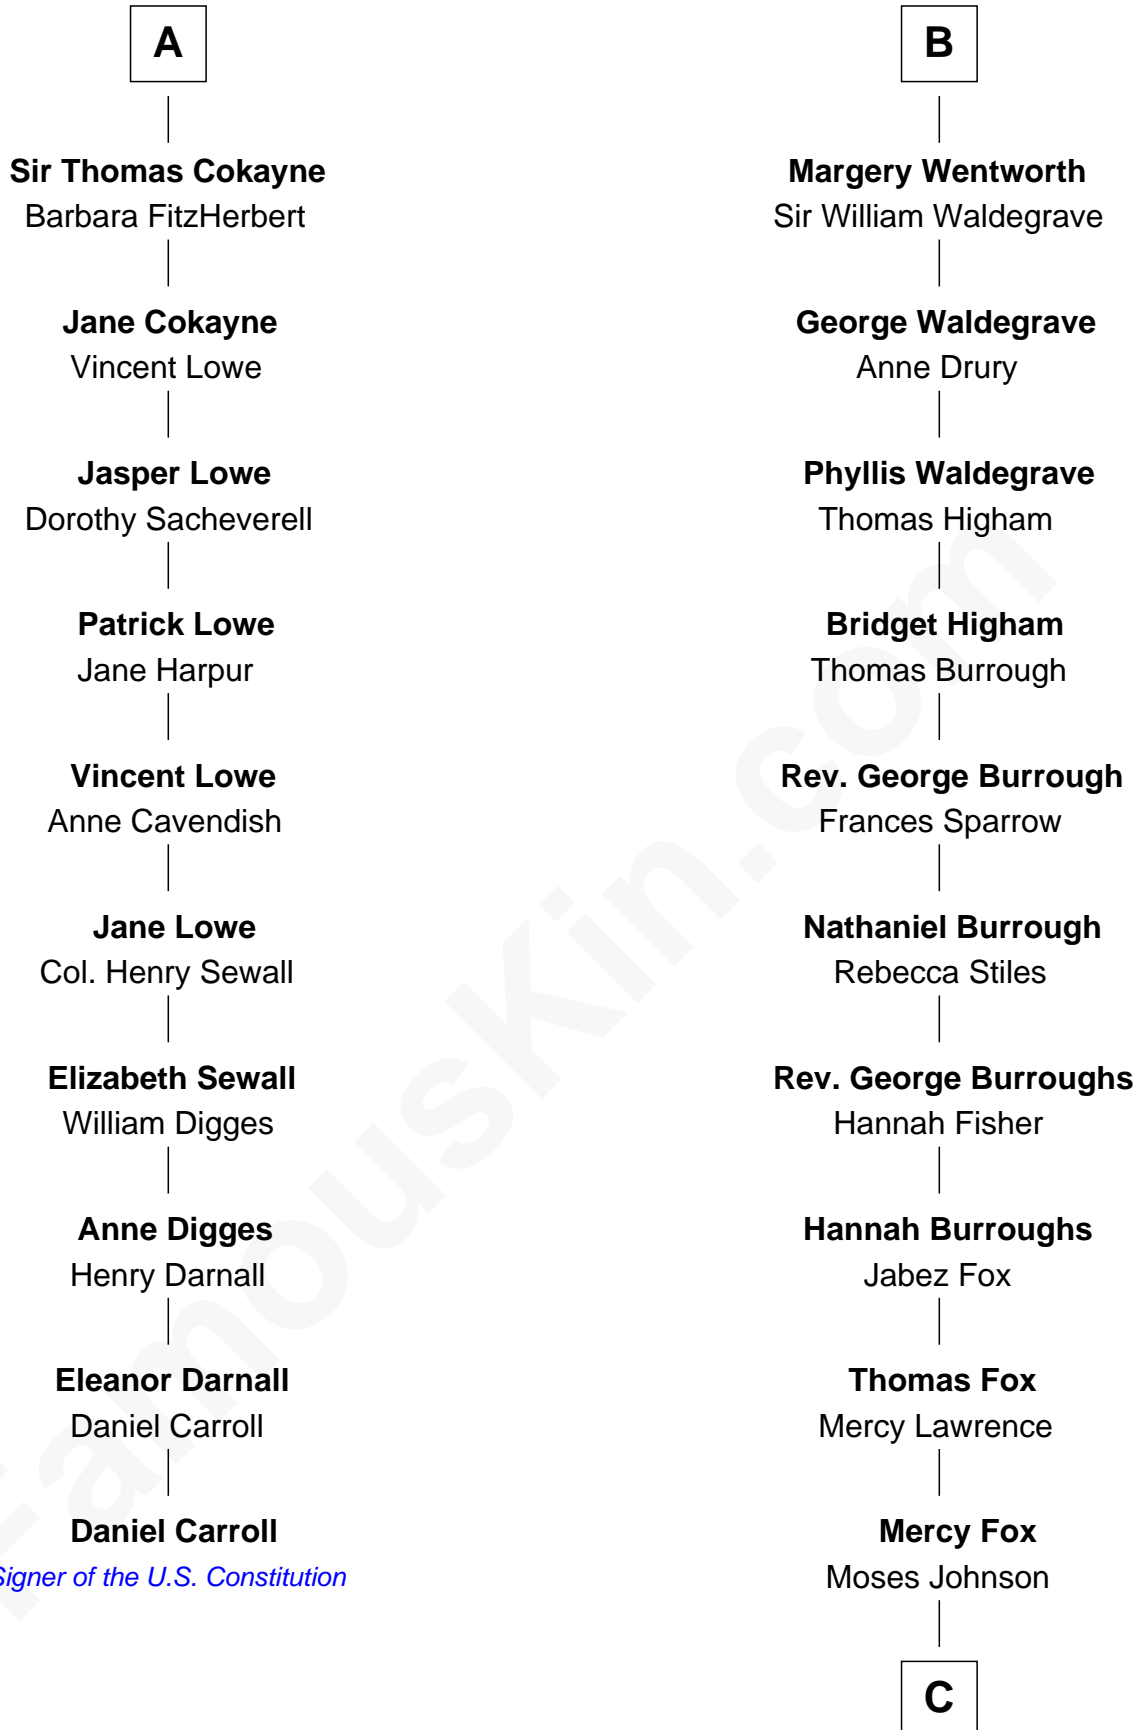 A
Sir Thomas Cokayne
Barbara FitzHerbert
Jane Cokayne
Vincent Lowe
Jasper Lowe
Dorothy Sacheverell
Patrick Lowe
Jane Harpur
Vincent Lowe
Anne Cavendish
Jane Lowe
Col. Henry Sewall
Elizabeth Sewall
William Digges
Anne Digges
Henry Darnall
Eleanor Darnall
Daniel Carroll
Daniel Carroll
Signer of the U.S. Constitution
B
Margery Wentworth
Sir William Waldegrave
George Waldegrave
Anne Drury
Phyllis Waldegrave
Thomas Higham
Bridget Higham
Thomas Burrough
Rev. George Burrough
Frances Sparrow
Nathaniel Burrough
Rebecca Stiles
Rev. George Burroughs
Hannah Fisher
Hannah Burroughs
Jabez Fox
Thomas Fox
Mercy Lawrence
Mercy Fox
Moses Johnson
C
FamousKin.com